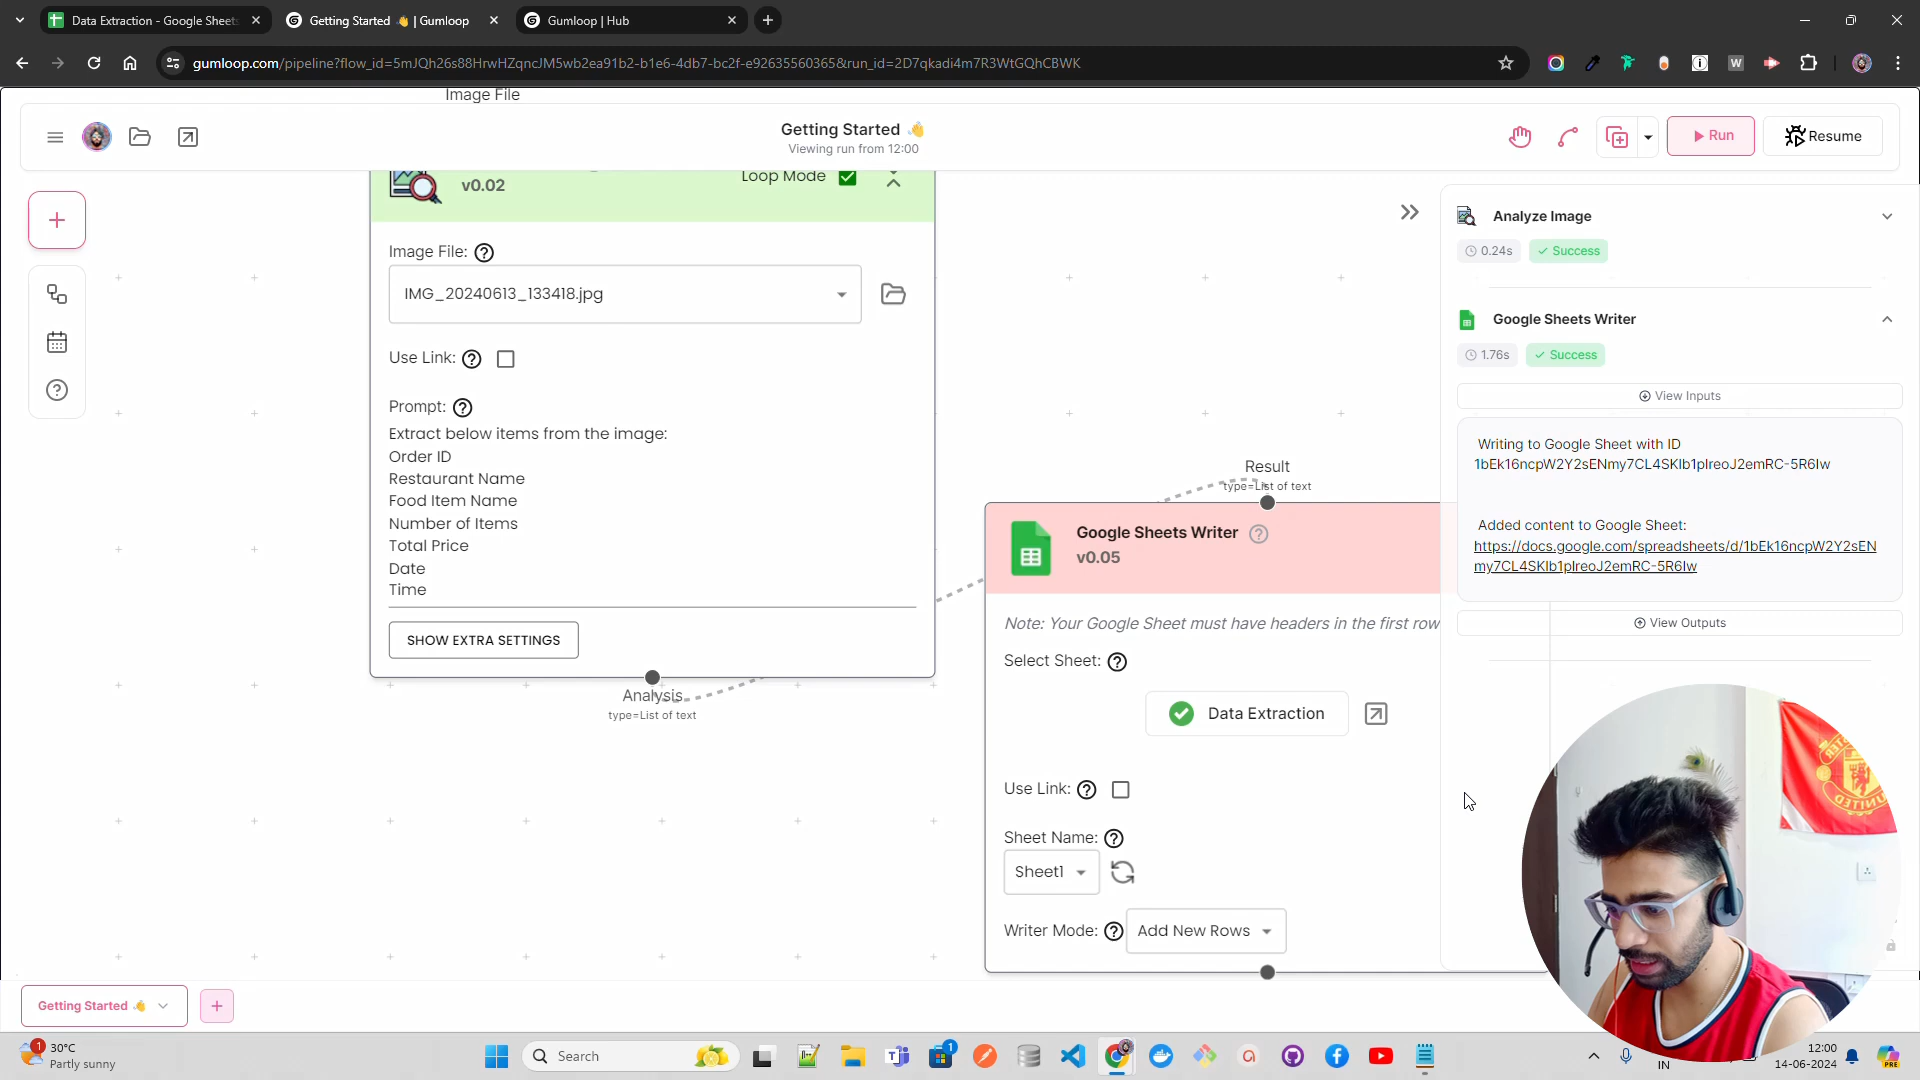 Data Extraction - Google Sheets
Getting Started 👋 | Gumloop
Gumloop | Hub
gumloop.com/pipeline?flow_id=5mJQh26s88HrwHZqncJM5wb2ea91b2-b1e6-4db7-bc2f-e92635560365&run_id=2D7qkadi4m7R3WtGQhCBWK
Image File
Getting Started 👋
Viewing run from 12:00
Run
Resume
v0.02
Loop Mode
Image File:
IMG_20240613_133418.jpg
Use Link:
Prompt:
Extract below items from the image:
Order ID
Restaurant Name
Food Item Name
Number of Items
Total Price
Date
Time
SHOW EXTRA SETTINGS
Analysis
type=List of text
Result
type=List of text
Google Sheets Writer
v0.05
Note: Your Google Sheet must have headers in the first row
Select Sheet:
Data Extraction
Use Link:
Sheet Name:
Sheet1
Writer Mode:
Add New Rows
Analyze Image
0.24s
Success
Google Sheets Writer
1.76s
Success
View Inputs
Writing to Google Sheet with ID
1bEk16ncpW2Y2sENmy7CL4SKIb1pIreoJ2emRC-5R6Iw
Added content to Google Sheet:
https://docs.google.com/spreadsheets/d/1bEk16ncpW2Y2sEN
my7CL4SKIb1pIreoJ2emRC-5R6Iw
View Outputs
UNITED
Getting Started 👋
1
30°C
Partly sunny
Search
1
IN
12:00
14-06-2024
PRE